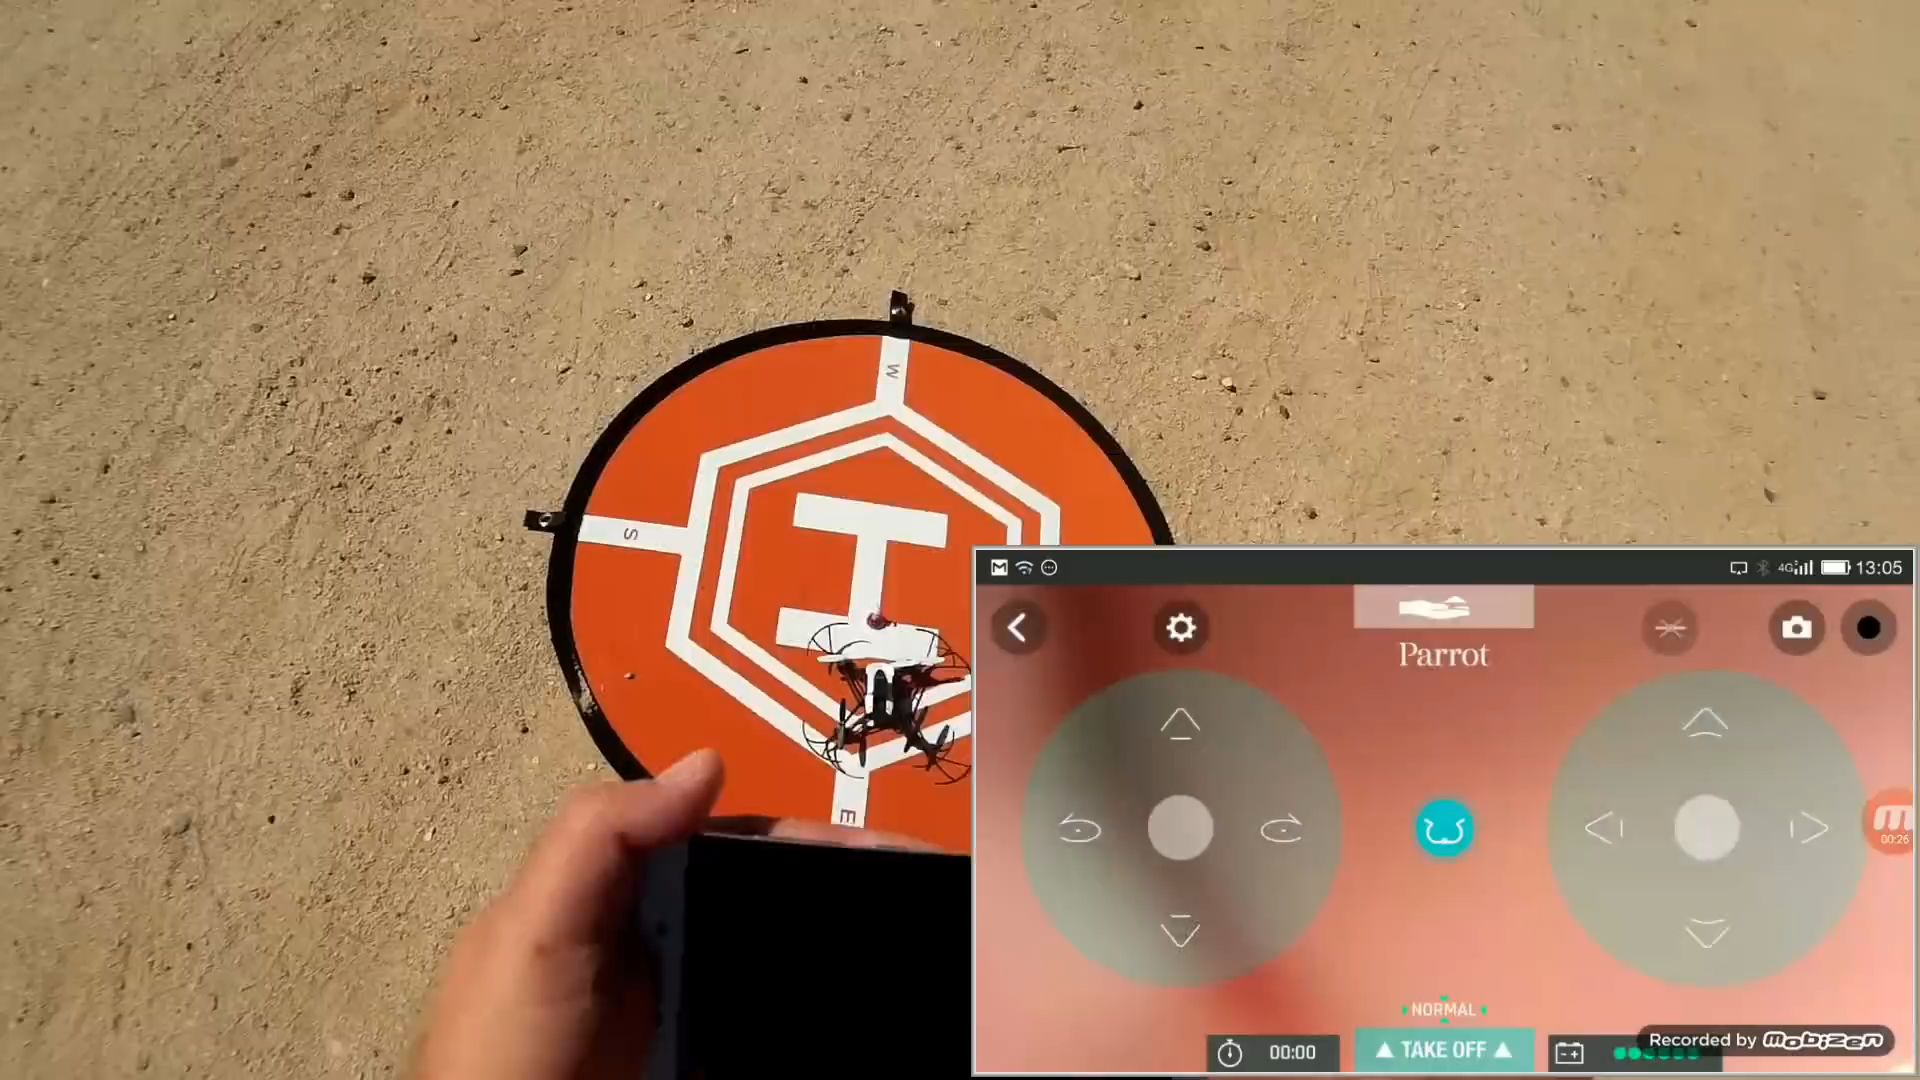 W
S
H
E
4G
13:05
Parrot
00:26
NORMAL
00:00
TAKE OFF
Recorded by mobizen